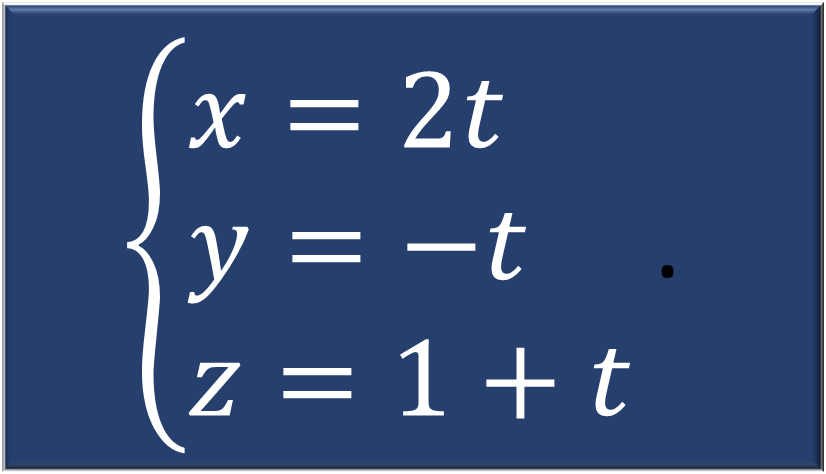 x = 2t
y = −t
z = 1 + t
.